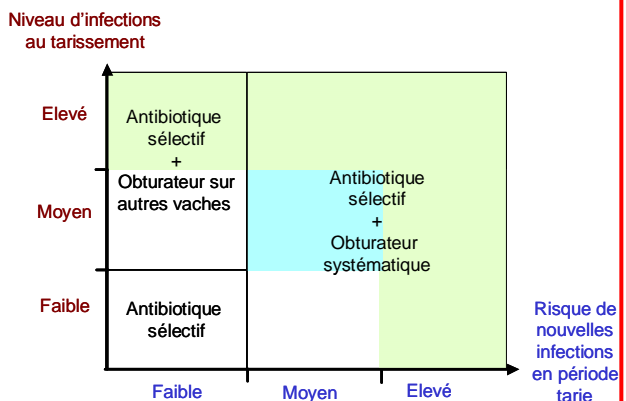 Niveau d'infections
au tarissement
Elevé
Antibiotique
sélectif
+
Obturateur sur
autres vaches
Moyen
Antibiotique
sélectif
+
Obturateur
systématique
Faible
Antibiotique
sélectif
Risque de
nouvelles
infections
en période
tarie
Faible
Moyen
Elevé